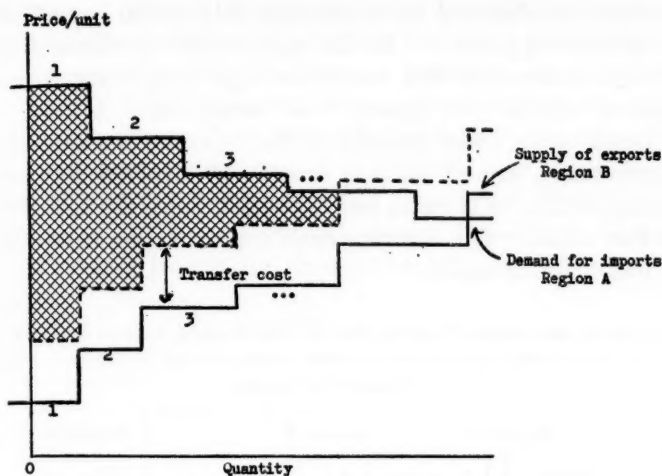 Price/unit
1
2
3
...
Supply of exports
Region B
Demand for imports
Region A
Transfer cost
...
3
2
1
0
Quantity